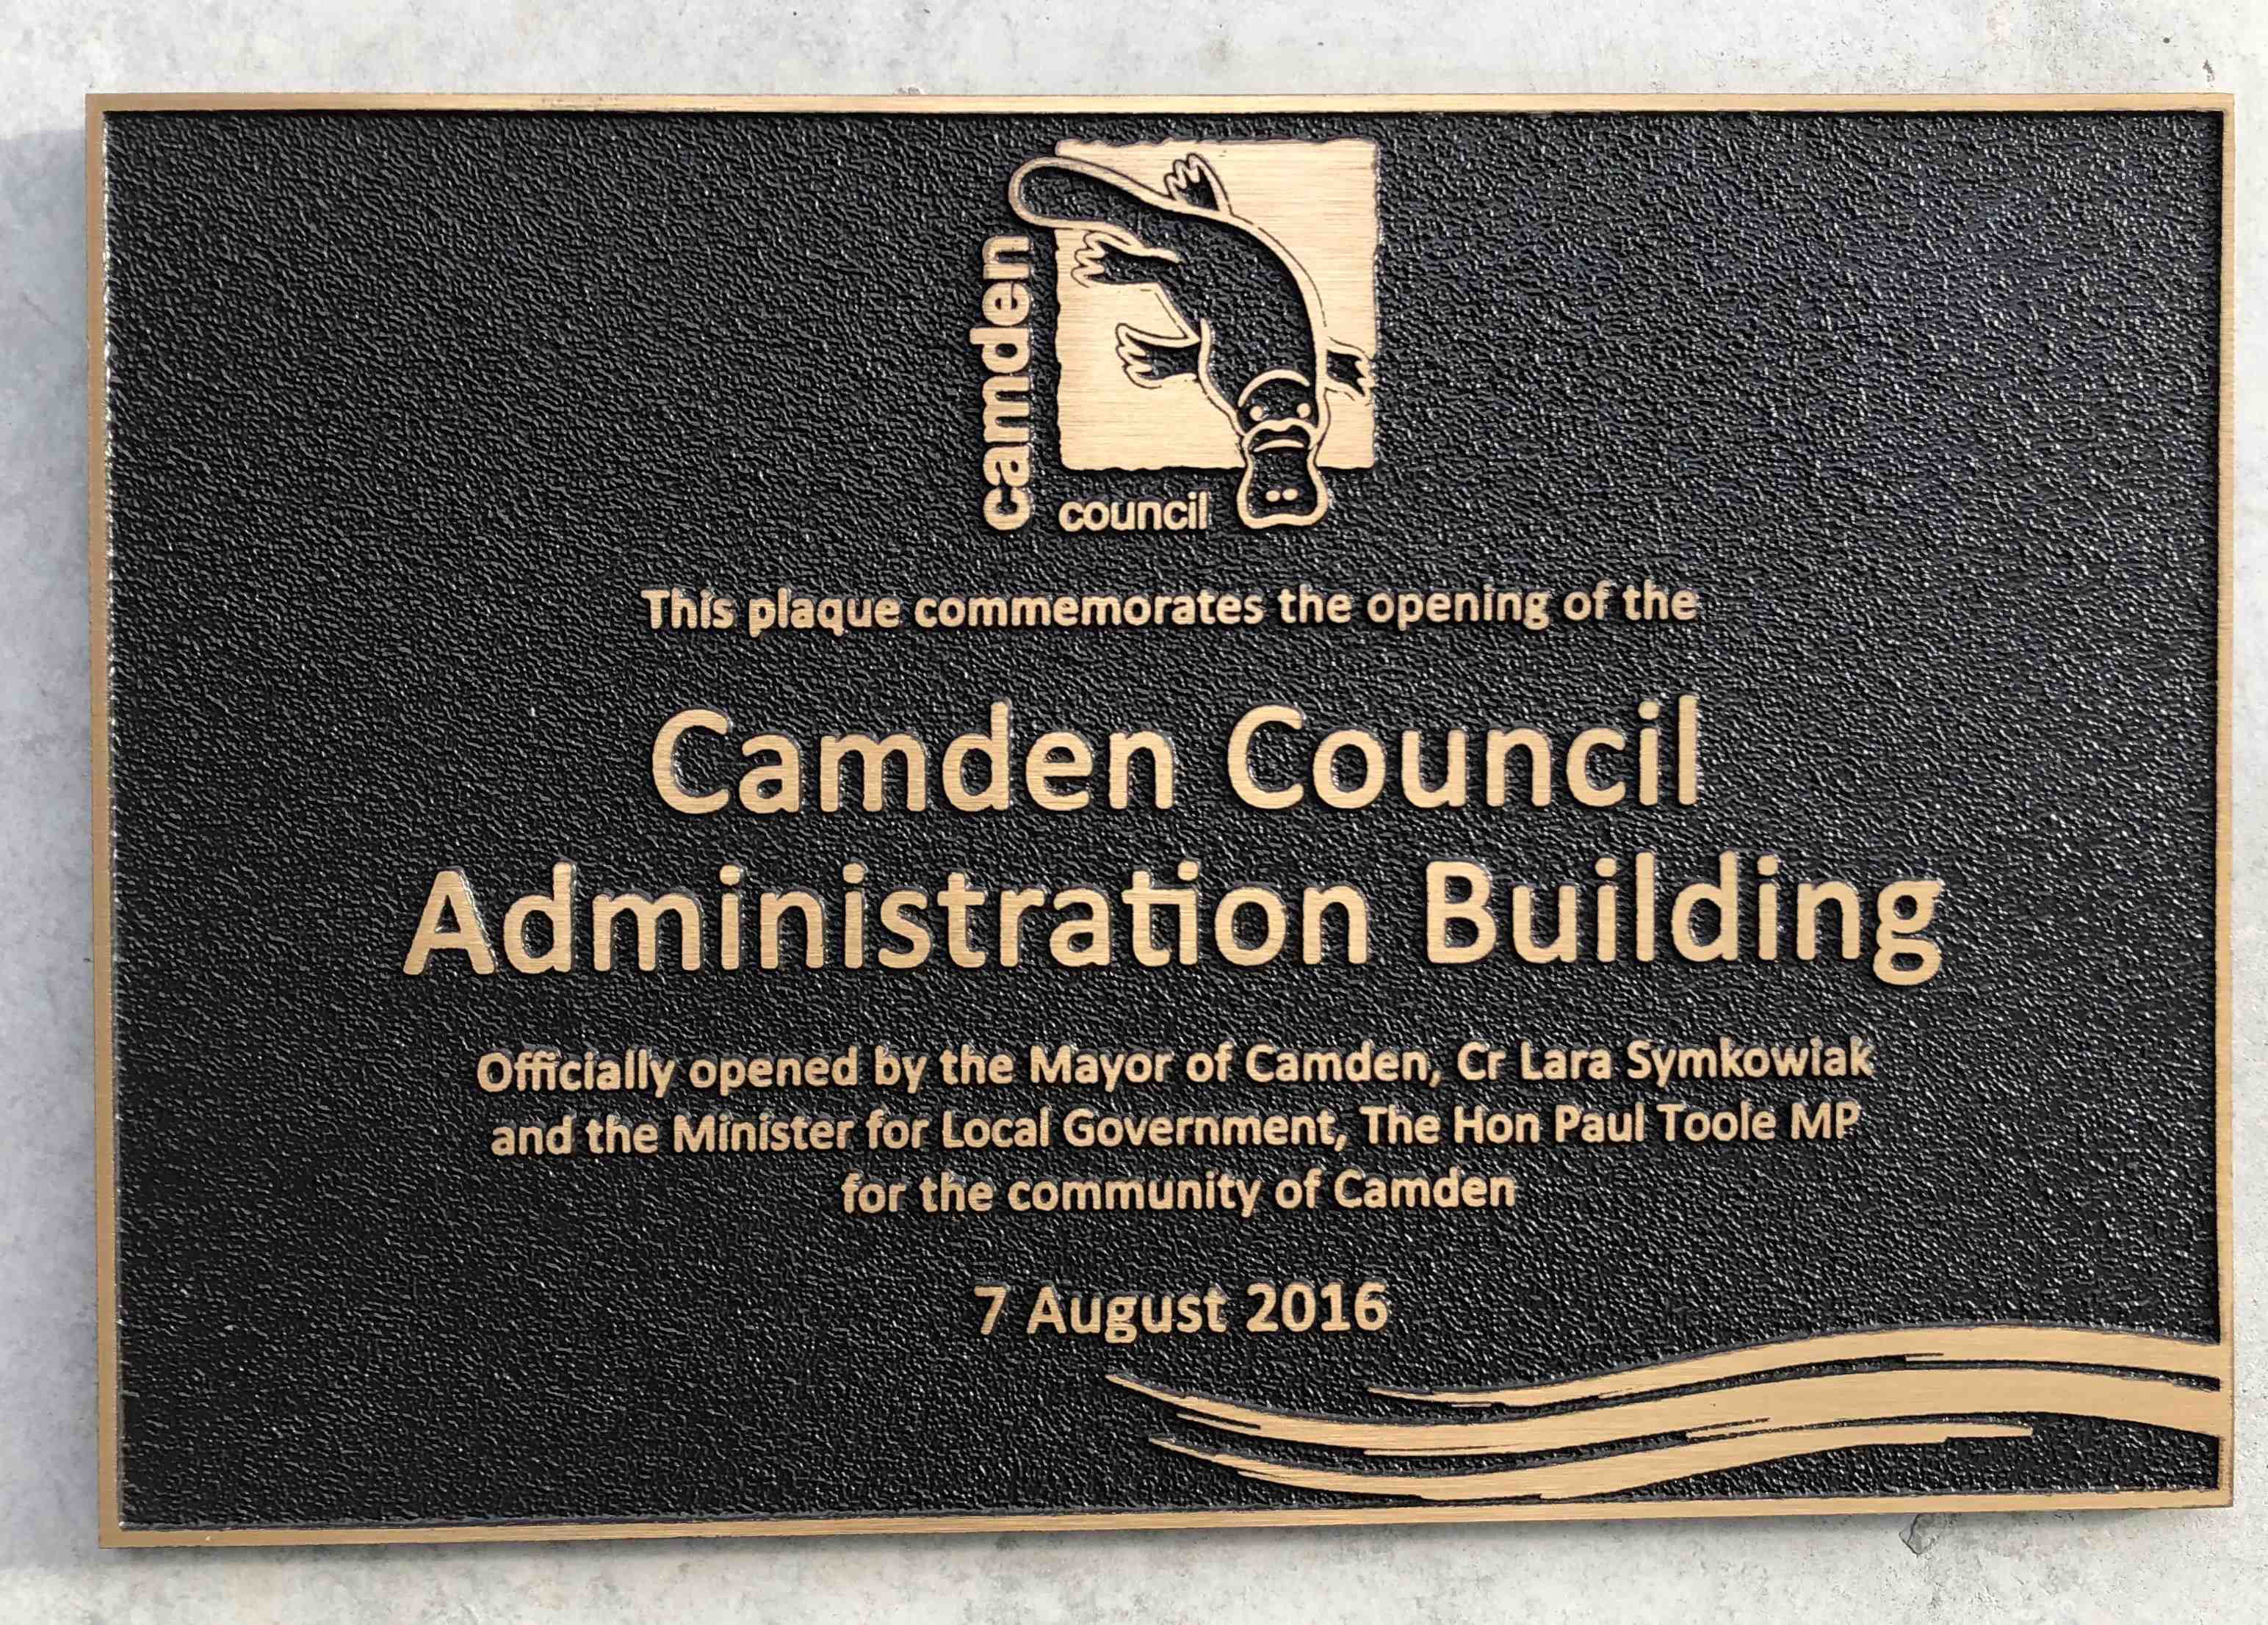 camden
council
This plaque commemorates the opening of the
Camden Council
Administration Building
Officially opened by the Mayor of Camden, Cr Lara Symkowiak
and the Minister for Local Government, The Hon Paul Toole MP
for the community of Camden
7 August 2016